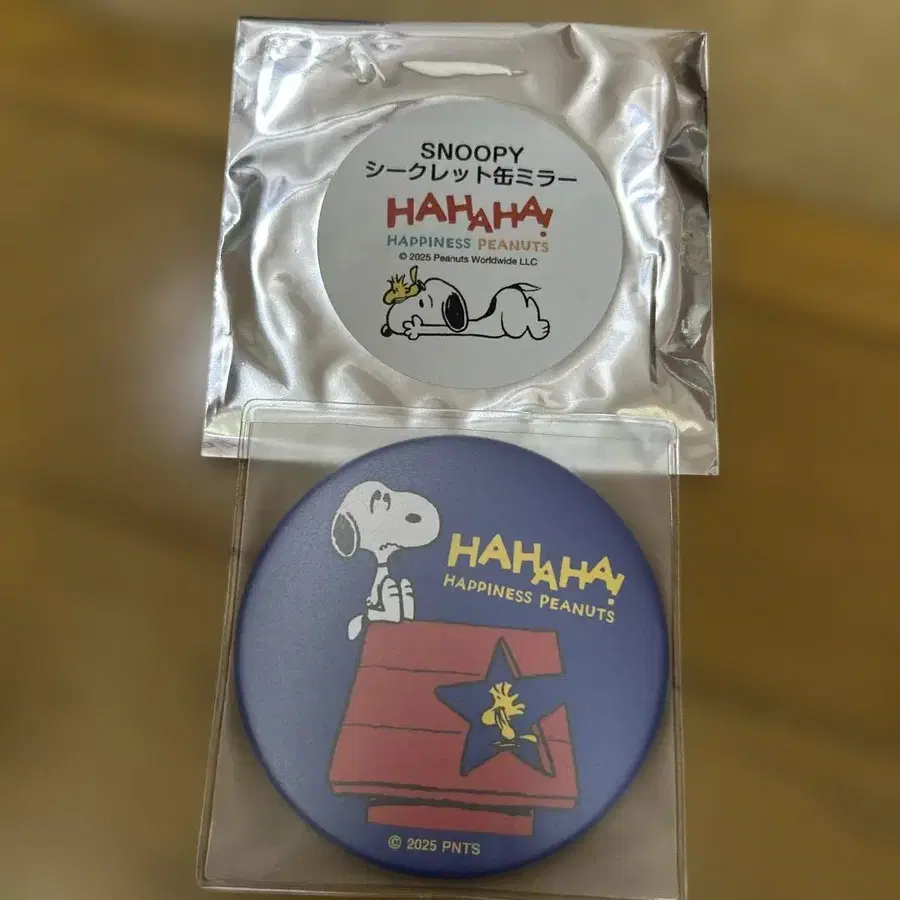 SNOOPY
シークレット缶ミラー
HAHAHA!
HAPPINESS PEANUTS
© 2025 Peanuts Worldwide LLC
HAHAHA!
HAPPINESS PEANUTS
© 2025 PNTS